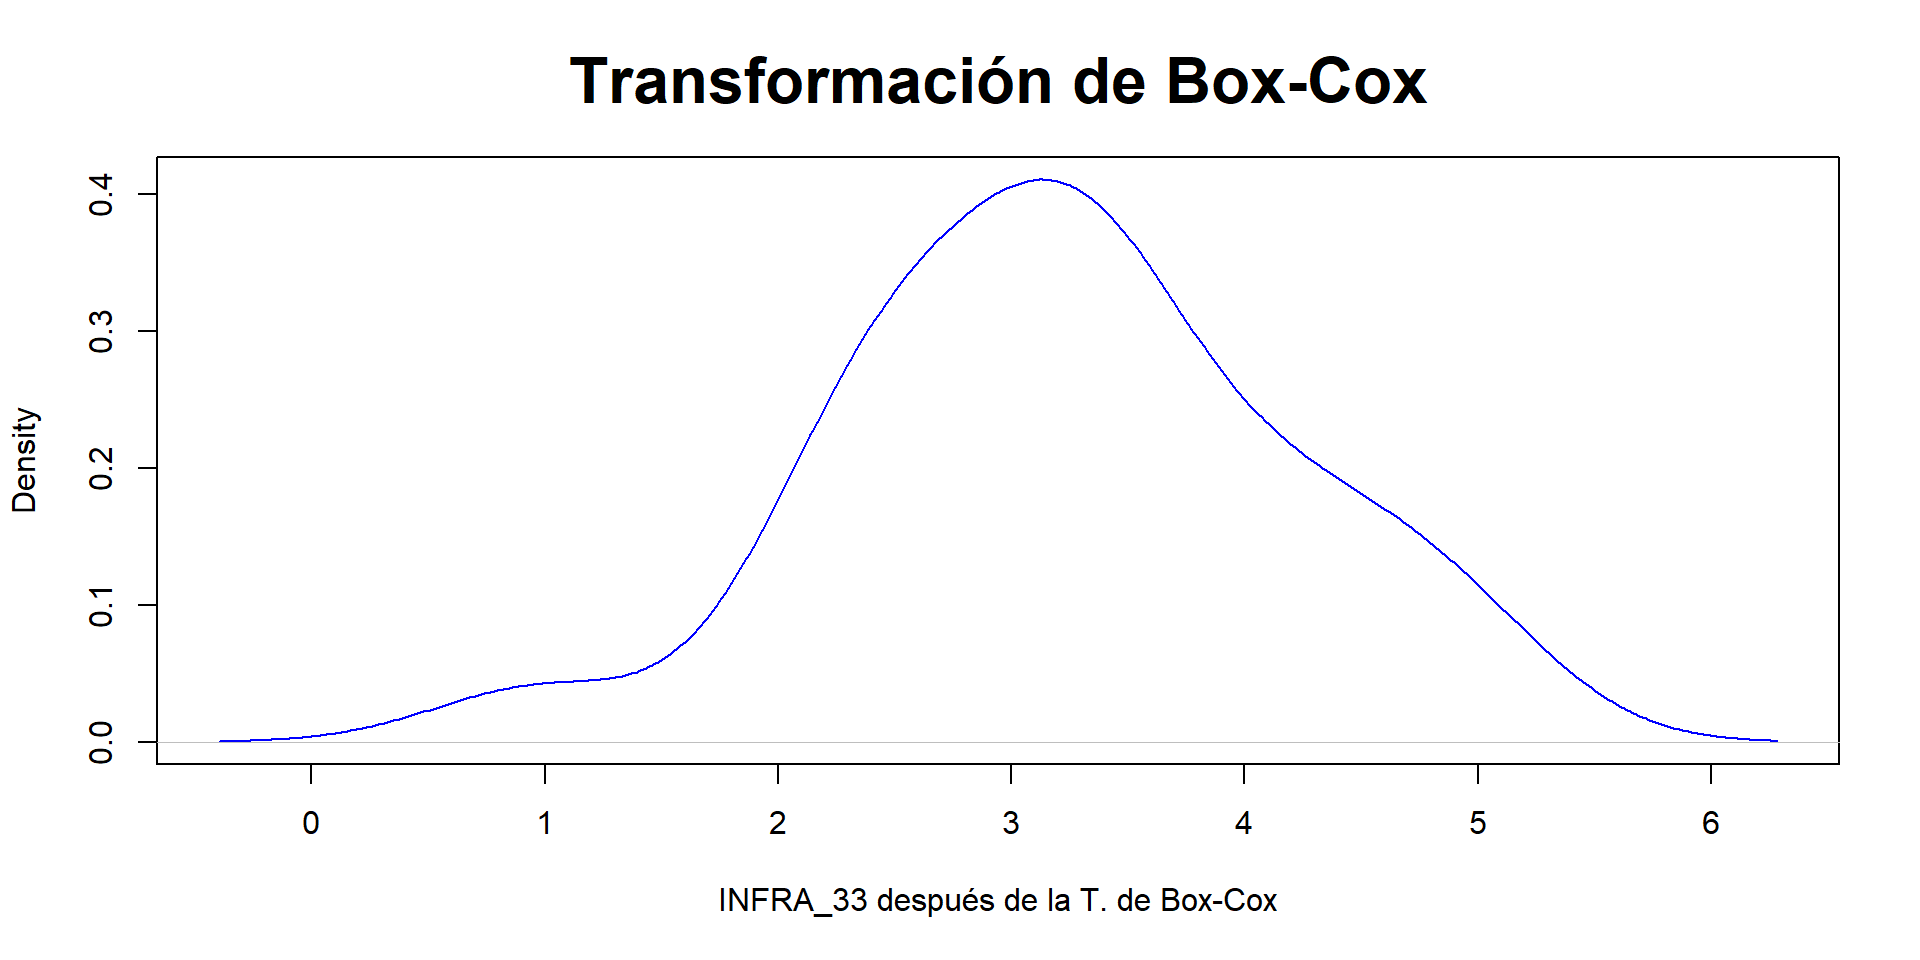 Transformación de Box-Cox
Density
0.4
0.3
0.2
0.1
0.0
0 1 2 3 4 5 6
INFRA_33 después de la T. de Box-Cox